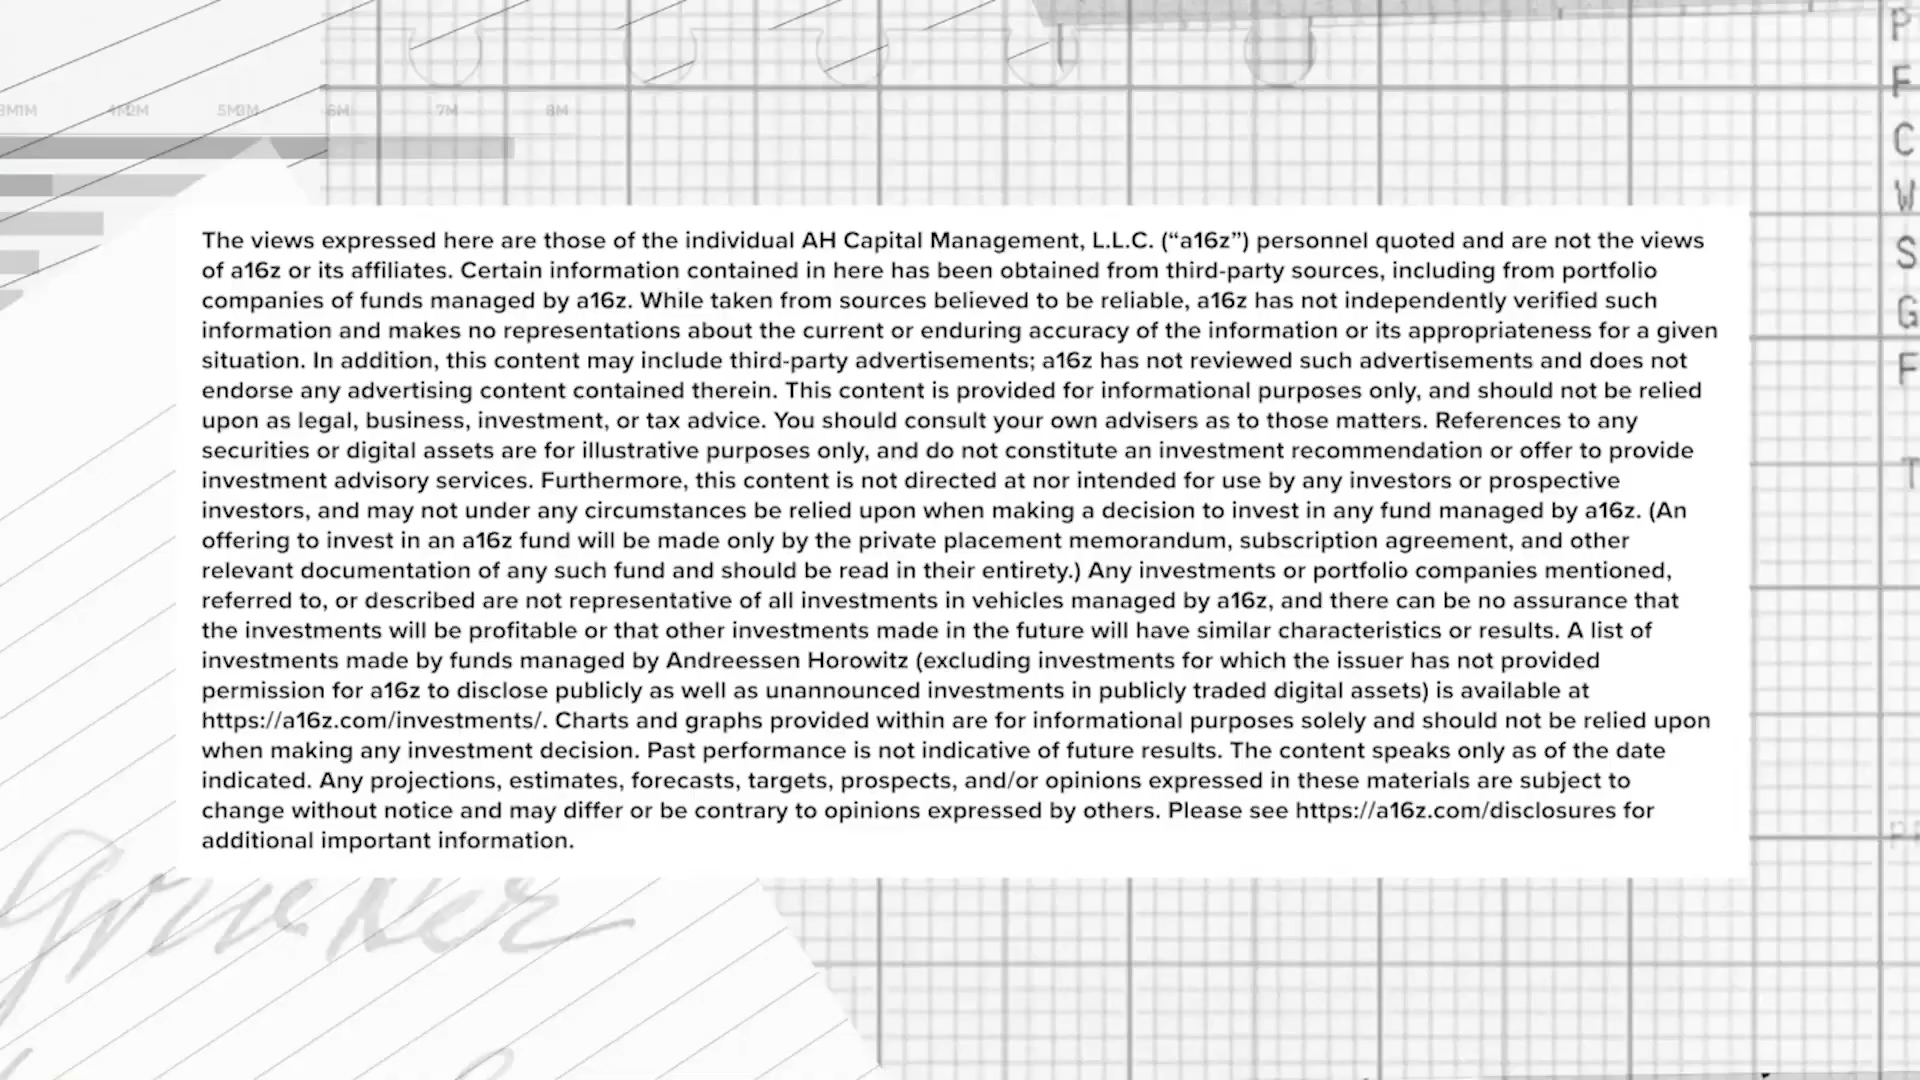 6M
7M
8M
P
F
C
W
S
G
F
T
The views expressed here are those of the individual AH Capital Management, L.L.C. (“a16z”) personnel quoted and are not the views
of a16z or its affiliates. Certain information contained in here has been obtained from third-party sources, including from portfolio
companies of funds managed by a16z. While taken from sources believed to be reliable, a16z has not independently verified such
information and makes no representations about the current or enduring accuracy of the information or its appropriateness for a given
situation. In addition, this content may include third-party advertisements; a16z has not reviewed such advertisements and does not
endorse any advertising content contained therein. This content is provided for informational purposes only, and should not be relied
upon as legal, business, investment, or tax advice. You should consult your own advisers as to those matters. References to any
securities or digital assets are for illustrative purposes only, and do not constitute an investment recommendation or offer to provide
investment advisory services. Furthermore, this content is not directed at nor intended for use by any investors or prospective
investors, and may not under any circumstances be relied upon when making a decision to invest in any fund managed by a16z. (An
offering to invest in an a16z fund will be made only by the private placement memorandum, subscription agreement, and other
relevant documentation of any such fund and should be read in their entirety.) Any investments or portfolio companies mentioned,
referred to, or described are not representative of all investments in vehicles managed by a16z, and there can be no assurance that
the investments will be profitable or that other investments made in the future will have similar characteristics or results. A list of
investments made by funds managed by Andreessen Horowitz (excluding investments for which the issuer has not provided
permission for a16z to disclose publicly as well as unannounced investments in publicly traded digital assets) is available at
https://a16z.com/investments/. Charts and graphs provided within are for informational purposes solely and should not be relied upon
when making any investment decision. Past performance is not indicative of future results. The content speaks only as of the date
indicated. Any projections, estimates, forecasts, targets, prospects, and/or opinions expressed in these materials are subject to
change without notice and may differ or be contrary to opinions expressed by others. Please see https://a16z.com/disclosures for
additional important information.